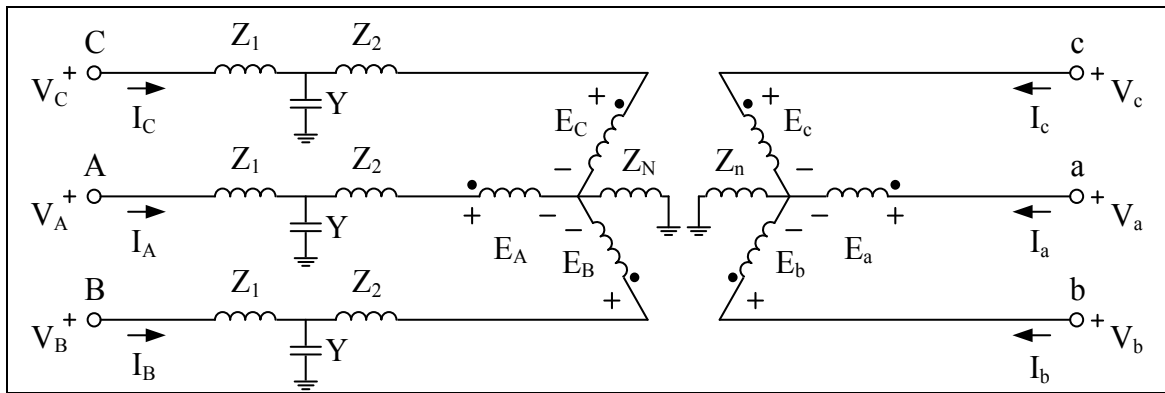 C Z₁ Z₂ c
+ V_C I_C Y + E_C + E_c I_c + V_c
A Z₁ Z₂ − Z_N Z_n − a
+ V_A I_A Y + E_A − − E_B − E_b − E_a + I_a + V_a
B Z₁ Z₂ + + b
+ V_B I_B Y I_b + V_b